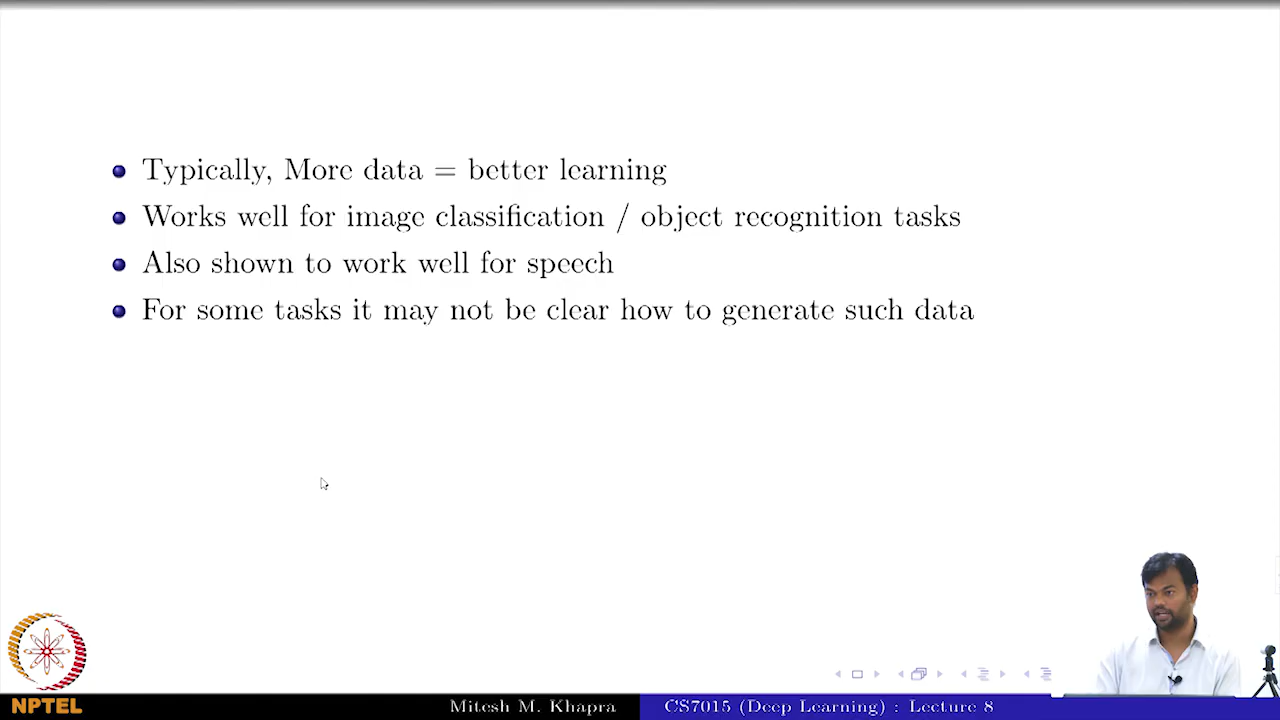 Typically, More data = better learning
Works well for image classification / object recognition tasks
Also shown to work well for speech
For some tasks it may not be clear how to generate such data
NPTEL
Mitesh M. Khapra
CS7015 (Deep Learning) : Lecture 8